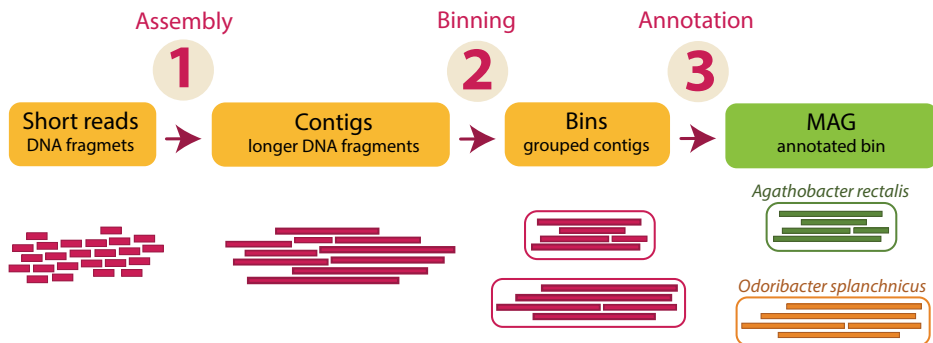 Assembly
Binning
Annotation
1
2
3
Short reads
DNA fragmets
Contigs
longer DNA fragments
Bins
grouped contigs
MAG
annotated bin
Agathobacter rectalis
Odoribacter splanchnicus